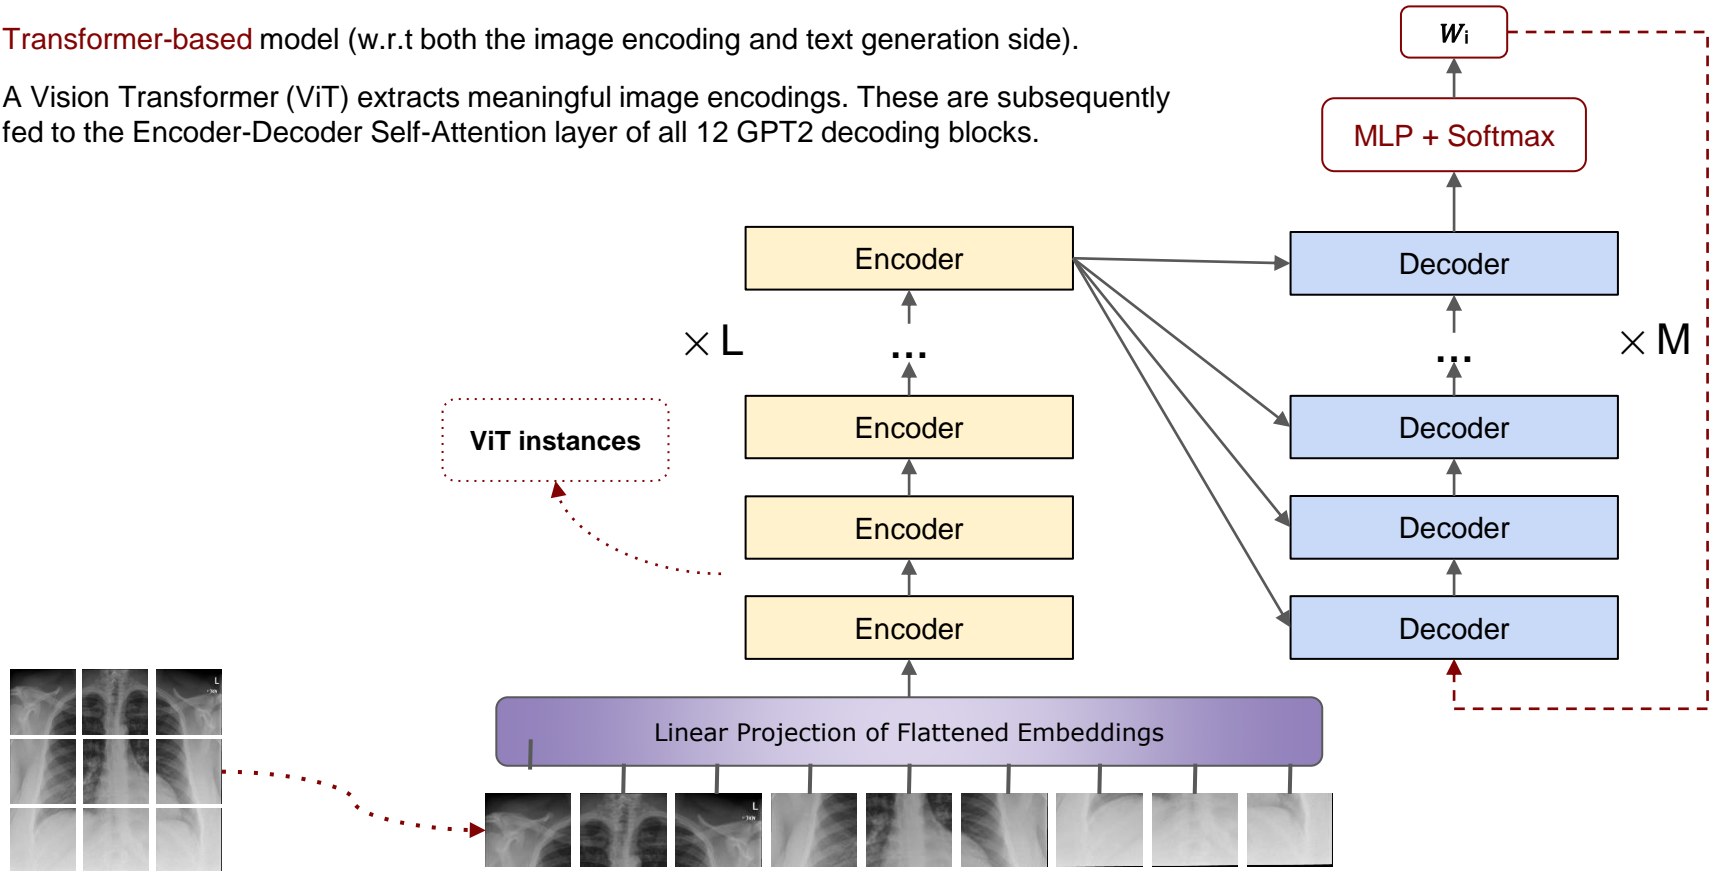 Transformer-based model (w.r.t both the image encoding and text generation side).
A Vision Transformer (ViT) extracts meaningful image encodings. These are subsequently
fed to the Encoder-Decoder Self-Attention layer of all 12 GPT2 decoding blocks.
Wi
MLP + Softmax
Encoder
Decoder
× L
...
...
× M
ViT instances
Encoder
Decoder
Encoder
Decoder
Encoder
Decoder
Linear Projection of Flattened Embeddings
L
L